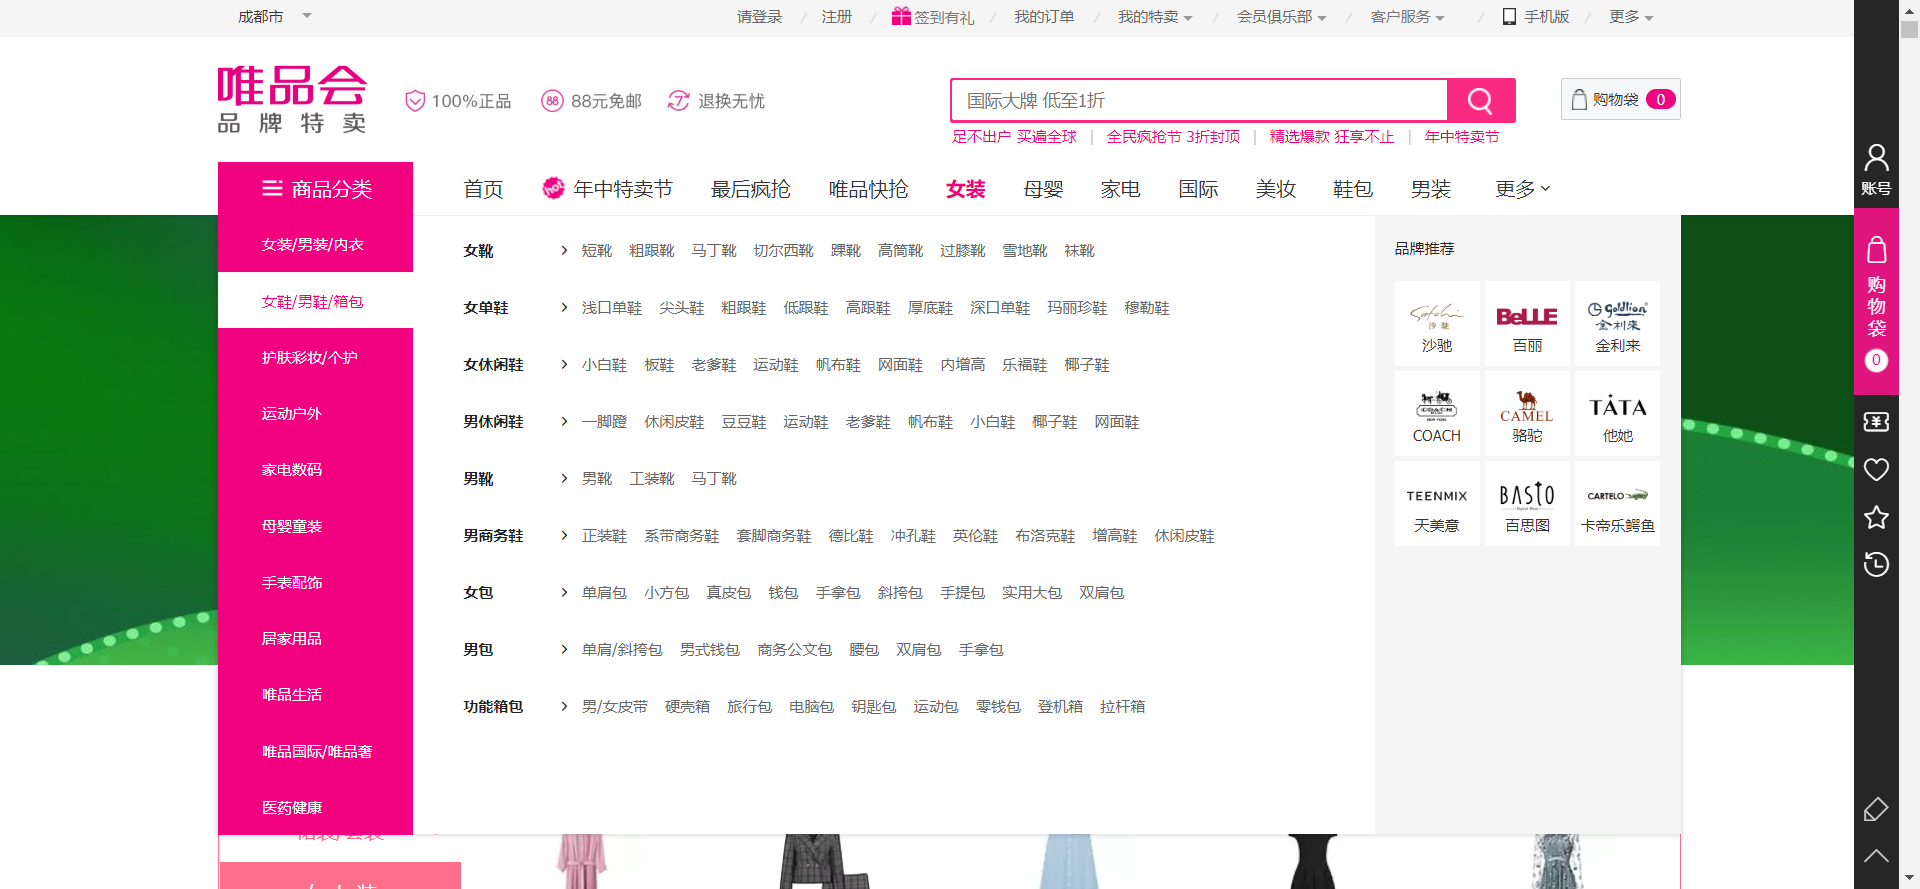 成都市 请登录 注册 签到有礼 我的订单 我的特卖 会员俱乐部 客户服务 手机版 更多
唯品会
品牌特卖
100%正品 88 88元免邮 7 退换无忧
国际大牌 低至1折
购物袋 0
足不出户 买遍全球 | 全民疯抢节 3折封顶 | 精选爆款 狂享不止 | 年中特卖节
商品分类 首页 hot 年中特卖节 最后疯抢 唯品快抢 女装 母婴 家电 国际 美妆 鞋包 男装 更多
女装/男装/内衣
女鞋/男鞋/箱包
护肤彩妆/个护
运动户外
家电数码
母婴童装
手表配饰
居家用品
唯品生活
唯品国际/唯品奢
医药健康
女靴 > 短靴 粗跟靴 马丁靴 切尔西靴 踝靴 高筒靴 过膝靴 雪地靴 袜靴
女单鞋 > 浅口单鞋 尖头鞋 粗跟鞋 低跟鞋 高跟鞋 厚底鞋 深口单鞋 玛丽珍鞋 穆勒鞋
女休闲鞋 > 小白鞋 板鞋 老爹鞋 运动鞋 帆布鞋 网面鞋 内增高 乐福鞋 椰子鞋
男休闲鞋 > 一脚蹬 休闲皮鞋 豆豆鞋 运动鞋 老爹鞋 帆布鞋 小白鞋 椰子鞋 网面鞋
男靴 > 男靴 工装靴 马丁靴
男商务鞋 > 正装鞋 系带商务鞋 套脚商务鞋 德比鞋 冲孔鞋 英伦鞋 布洛克鞋 增高鞋 休闲皮鞋
女包 > 单肩包 小方包 真皮包 钱包 手拿包 斜挎包 手提包 实用大包 双肩包
男包 > 单肩/斜挎包 男式钱包 商务公文包 腰包 双肩包 手拿包
功能箱包 > 男/女皮带 硬壳箱 旅行包 电脑包 钥匙包 运动包 零钱包 登机箱 拉杆箱
品牌推荐
沙驰 BeLLE goldlion
金利来
沙驰 百丽 金利来
COACH CAMEL TATA
COACH 骆驼 他她
TEENMIX BASTO CARTELO
天美意 百思图 卡帝乐鳄鱼
账号
购物袋
0